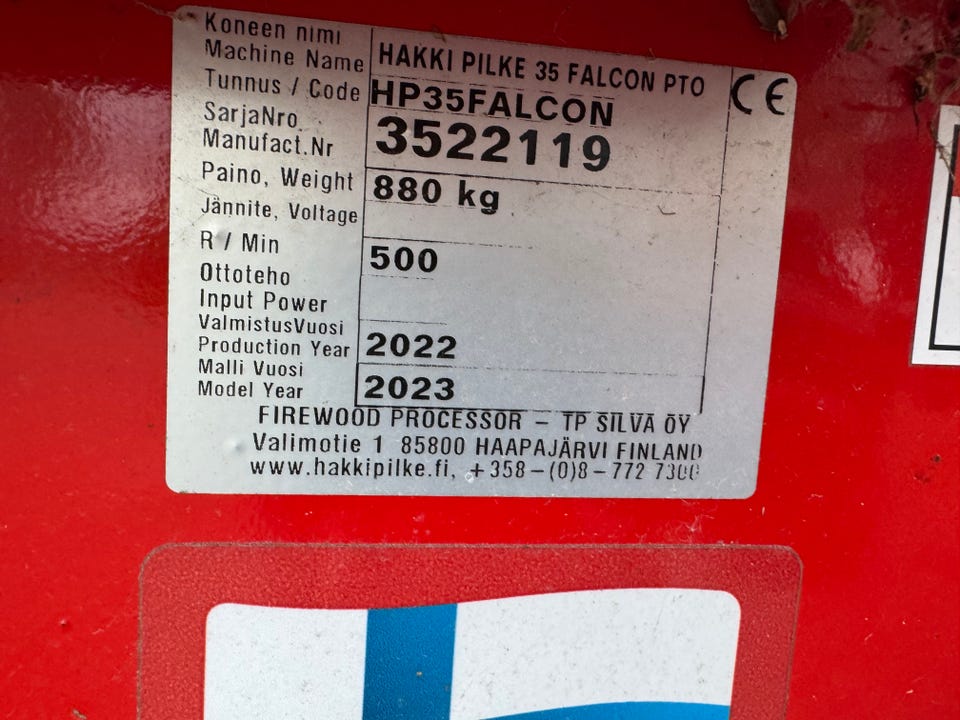 Koneen nimi
Machine Name HAKKI PILKE 35 FALCON PTO
CE
Tunnus / Code HP35FALCON
SarjaNro
Manufact.Nr 3522119
Paino, Weight 880 kg
Jännite, Voltage
R / Min 500
Ottoteho
Input Power
ValmistusVuosi
Production Year 2022
Malli Vuosi
Model Year 2023
FIREWOOD PROCESSOR – TP SILVA OY
Valimotie 1 85800 HAAPAJÄRVI FINLAND
www.hakkipilke.fi, +358–(0)8–772 7300